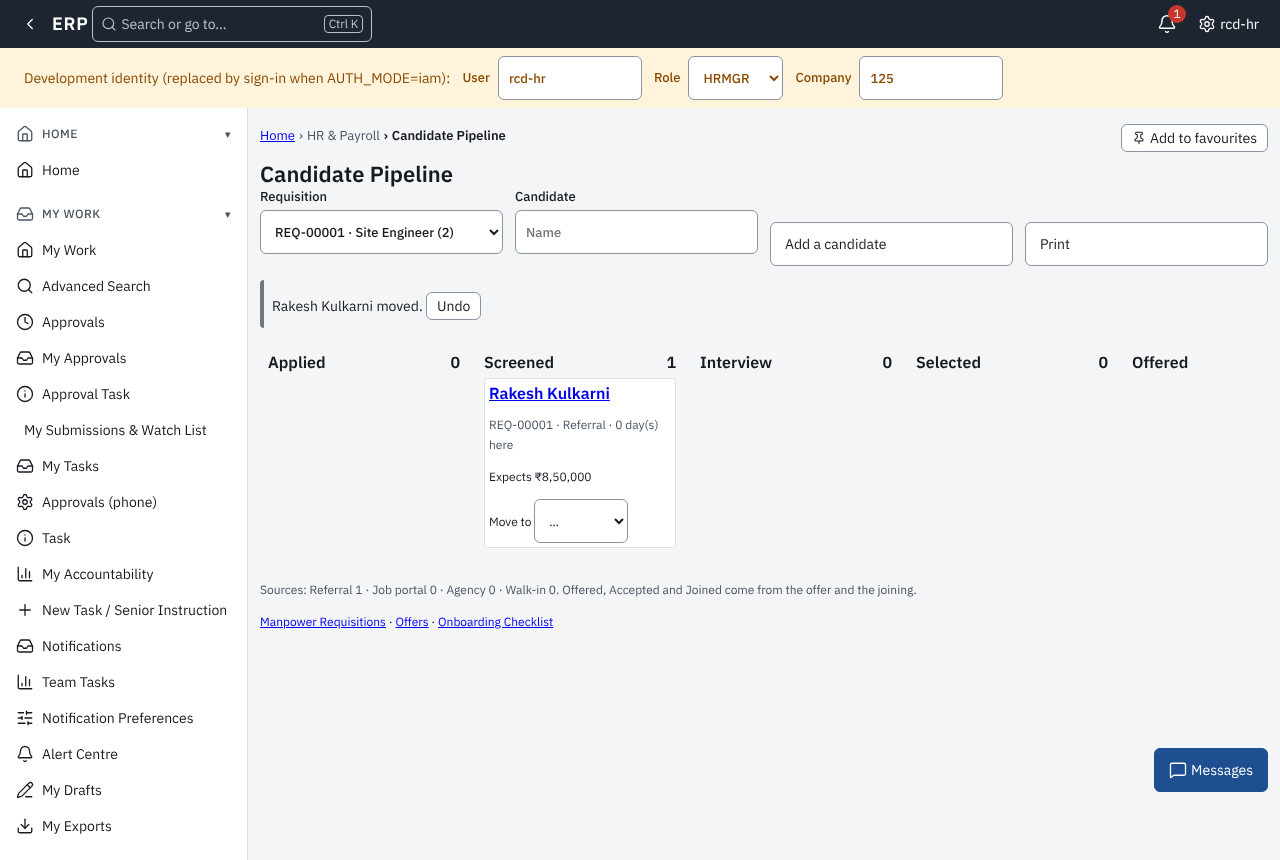 ERP
Search or go to...
Ctrl K
1
rcd-hr
Development identity (replaced by sign-in when AUTH_MODE=iam):
User
rcd-hr
Role
HRMGR
Company
125
HOME
Home
MY WORK
My Work
Advanced Search
Approvals
My Approvals
Approval Task
My Submissions & Watch List
My Tasks
Approvals (phone)
Task
My Accountability
New Task / Senior Instruction
Notifications
Team Tasks
Notification Preferences
Alert Centre
My Drafts
My Exports
Home › HR & Payroll › Candidate Pipeline
Add to favourites
Candidate Pipeline
Requisition
REQ-00001 · Site Engineer (2)
Candidate
Name
Add a candidate
Print
Rakesh Kulkarni moved.
Undo
Applied 0
Screened 1
Interview 0
Selected 0
Offered
Rakesh Kulkarni
REQ-00001 · Referral · 0 day(s)
here
Expects ₹8,50,000
Move to ...
Sources: Referral 1 · Job portal 0 · Agency 0 · Walk-in 0. Offered, Accepted and Joined come from the offer and the joining.
Manpower Requisitions · Offers · Onboarding Checklist
Messages